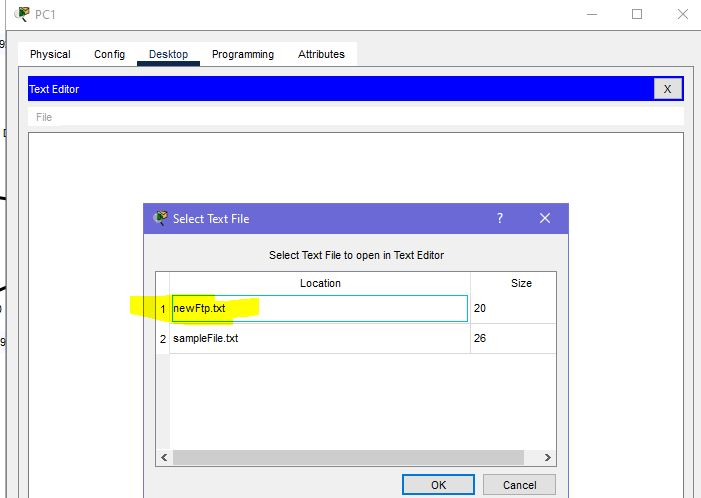 PC1
Physical Config Desktop Programming Attributes
Text Editor X
File
Select Text File ?
Select Text File to open in Text Editor
Location Size
1 newFtp.txt 20
2 sampleFile.txt 26
OK Cancel